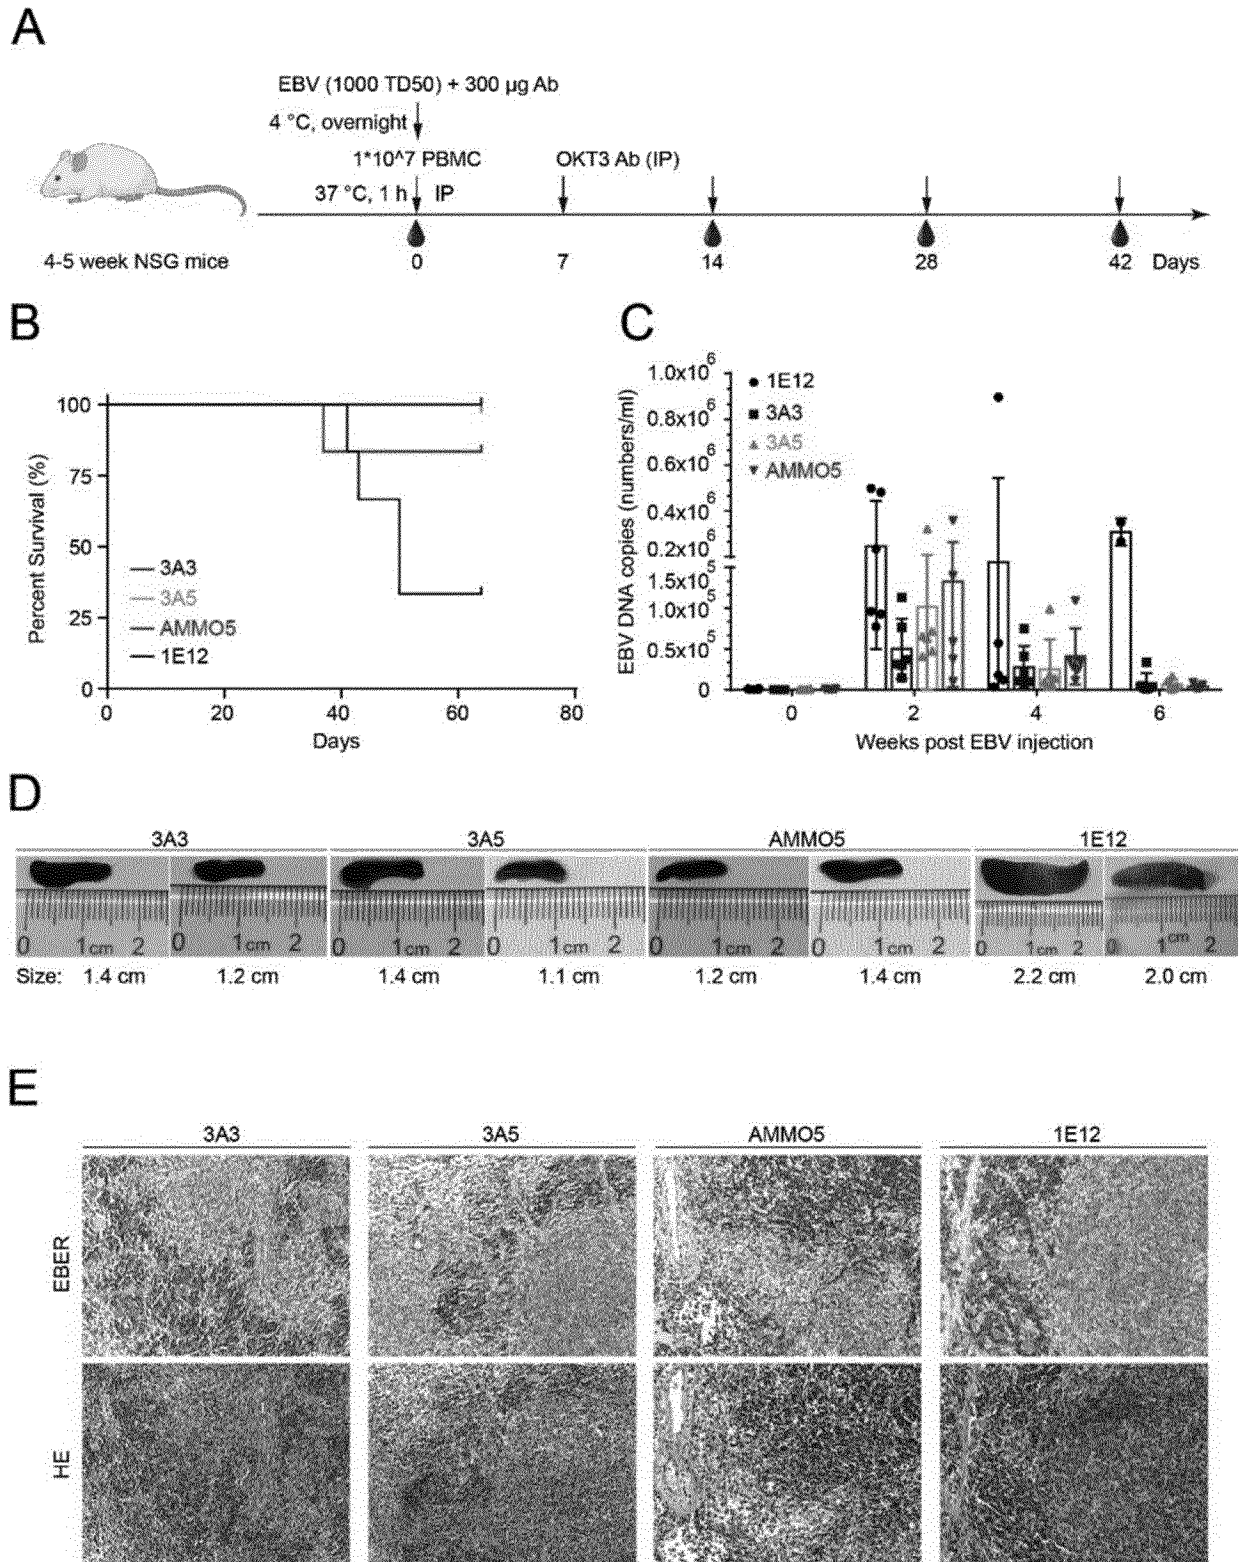 A
EBV (1000 TD50) + 300 µg Ab
4 °C, overnight
1*10^7 PBMC
OKT3 Ab (IP)
37 °C, 1 h
IP
4-5 week NSG mice
0
7
14
28
42
Days
B
Percent Survival (%)
100
75
50
25
0
3A3
3A5
AMMO5
1E12
0
20
40
60
80
Days
C
EBV DNA copies (numbers/ml)
1.0x10^6
0.8x10^6
0.6x10^6
0.4x10^6
0.2x10^6
1.5x10^5
1.0x10^5
0.5x10^5
0
1E12
3A3
3A5
AMMO5
0
2
4
6
Weeks post EBV injection
D
3A3
3A5
AMMO5
1E12
0 1cm 2
0 1cm 2
0 1cm 2
0 1cm 2
0 1cm 2
0 1cm 2
0 1cm 2
0 1cm 2
Size: 1.4 cm 1.2 cm 1.4 cm 1.1 cm 1.2 cm 1.4 cm 2.2 cm 2.0 cm
E
3A3
3A5
AMMO5
1E12
EBER
HE